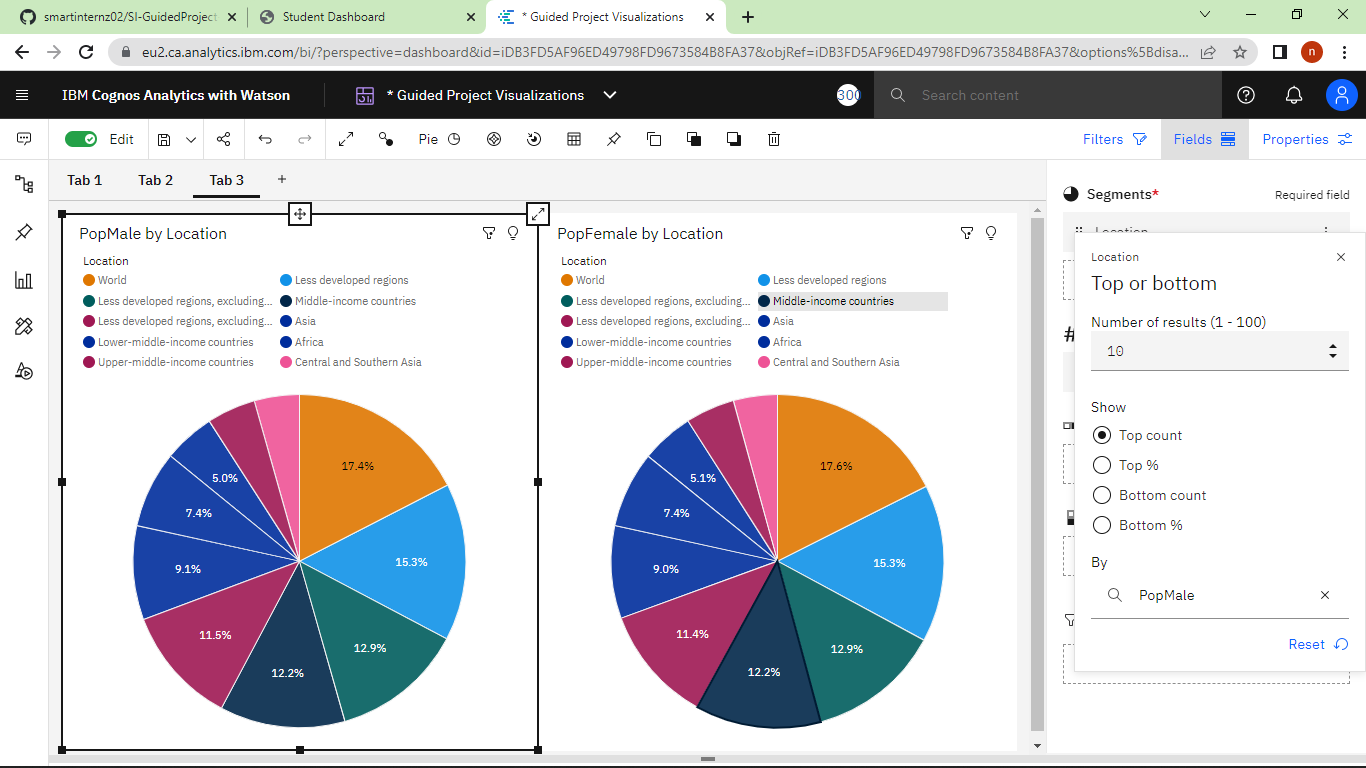 smartinternz02/SI-GuidedProject
Student Dashboard
* Guided Project Visualizations
eu2.ca.analytics.ibm.com/bi/?perspective=dashboard&id=iDB3FD5AF96ED49798FD9673584B8FA37&objRef=iDB3FD5AF96ED49798FD9673584B8FA37&options%5Bdisa...
n
IBM Cognos Analytics with Watson
* Guided Project Visualizations
300
Search content
Edit
Pie
Filters
Fields
Properties
Tab 1
Tab 2
Tab 3
PopMale by Location
Location
World
Less developed regions
Less developed regions, excluding...
Middle-income countries
Less developed regions, excluding...
Asia
Lower-middle-income countries
Africa
Upper-middle-income countries
Central and Southern Asia
17.4%
15.3%
12.9%
12.2%
11.5%
9.1%
7.4%
5.0%
PopFemale by Location
Location
World
Less developed regions
Less developed regions, excluding...
Middle-income countries
Less developed regions, excluding...
Asia
Lower-middle-income countries
Africa
Upper-middle-income countries
Central and Southern Asia
17.6%
15.3%
12.9%
12.2%
11.4%
9.0%
7.4%
5.1%
Segments*
Required field
Location
Location
Top or bottom
Number of results (1 - 100)
10
Show
Top count
Top %
Bottom count
Bottom %
By
PopMale
Reset